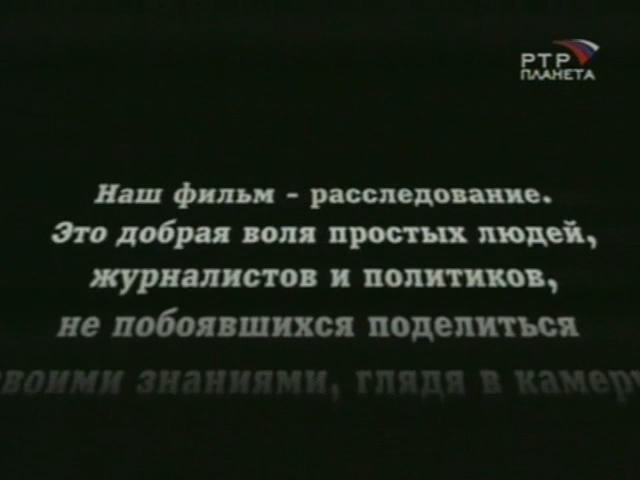 РТР
ПЛАНЕТА
Наш фильм - расследование.
Это добрая воля простых людей,
журналистов и политиков,
не побоявшихся поделиться
своими знаниями, глядя в камеру